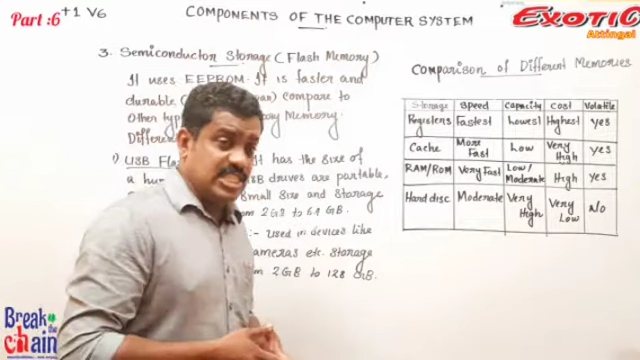 Part :6
+1 V6
COMPONENTS OF THE COMPUTER SYSTEM
EXOTIC
Attingal
3. Semiconductor Storage (Flash Memory)
It uses EEPROM. It is faster and
durable compare to
Other Memory.
Different
1) USB It has the size of
a drives are portable,
Small Size and Storage
2GB to 64 GB.
:- Used in devices like
cameras etc. Storage
from 2GB to 128 GB.
Comparison of Different Memories
Storage Speed Capacity Cost Volatile
Registers Fastest Lowest Highest Yes
Cache More Fast Low Very High Yes
RAM/ROM Very Fast Low/Moderate High Yes
Hand disc Moderate Very High Very Low No
Break the chain